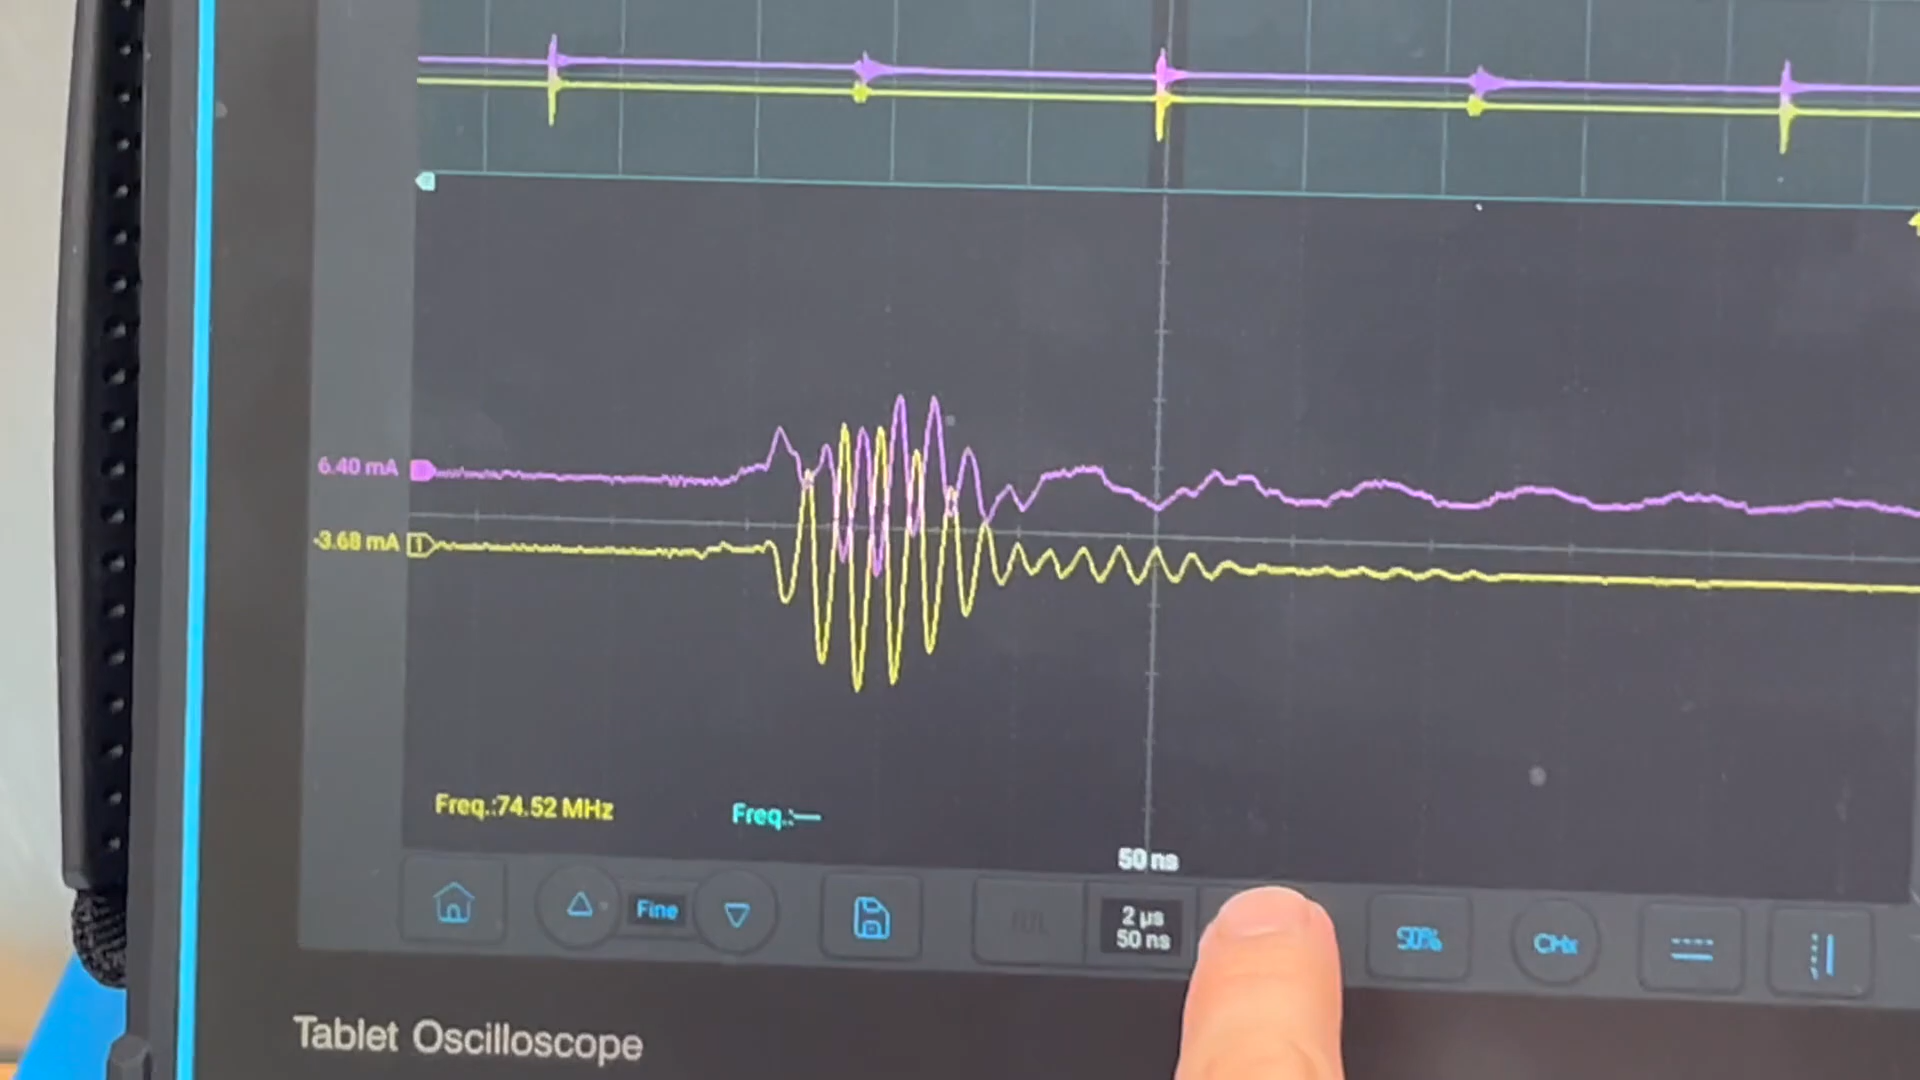 6.40 mA
-3.68 mA 1
Freq.:74.52 MHz Freq.:—
50 ns
Fine
2 µs
50 ns
50%
CHx
Tablet Oscilloscope